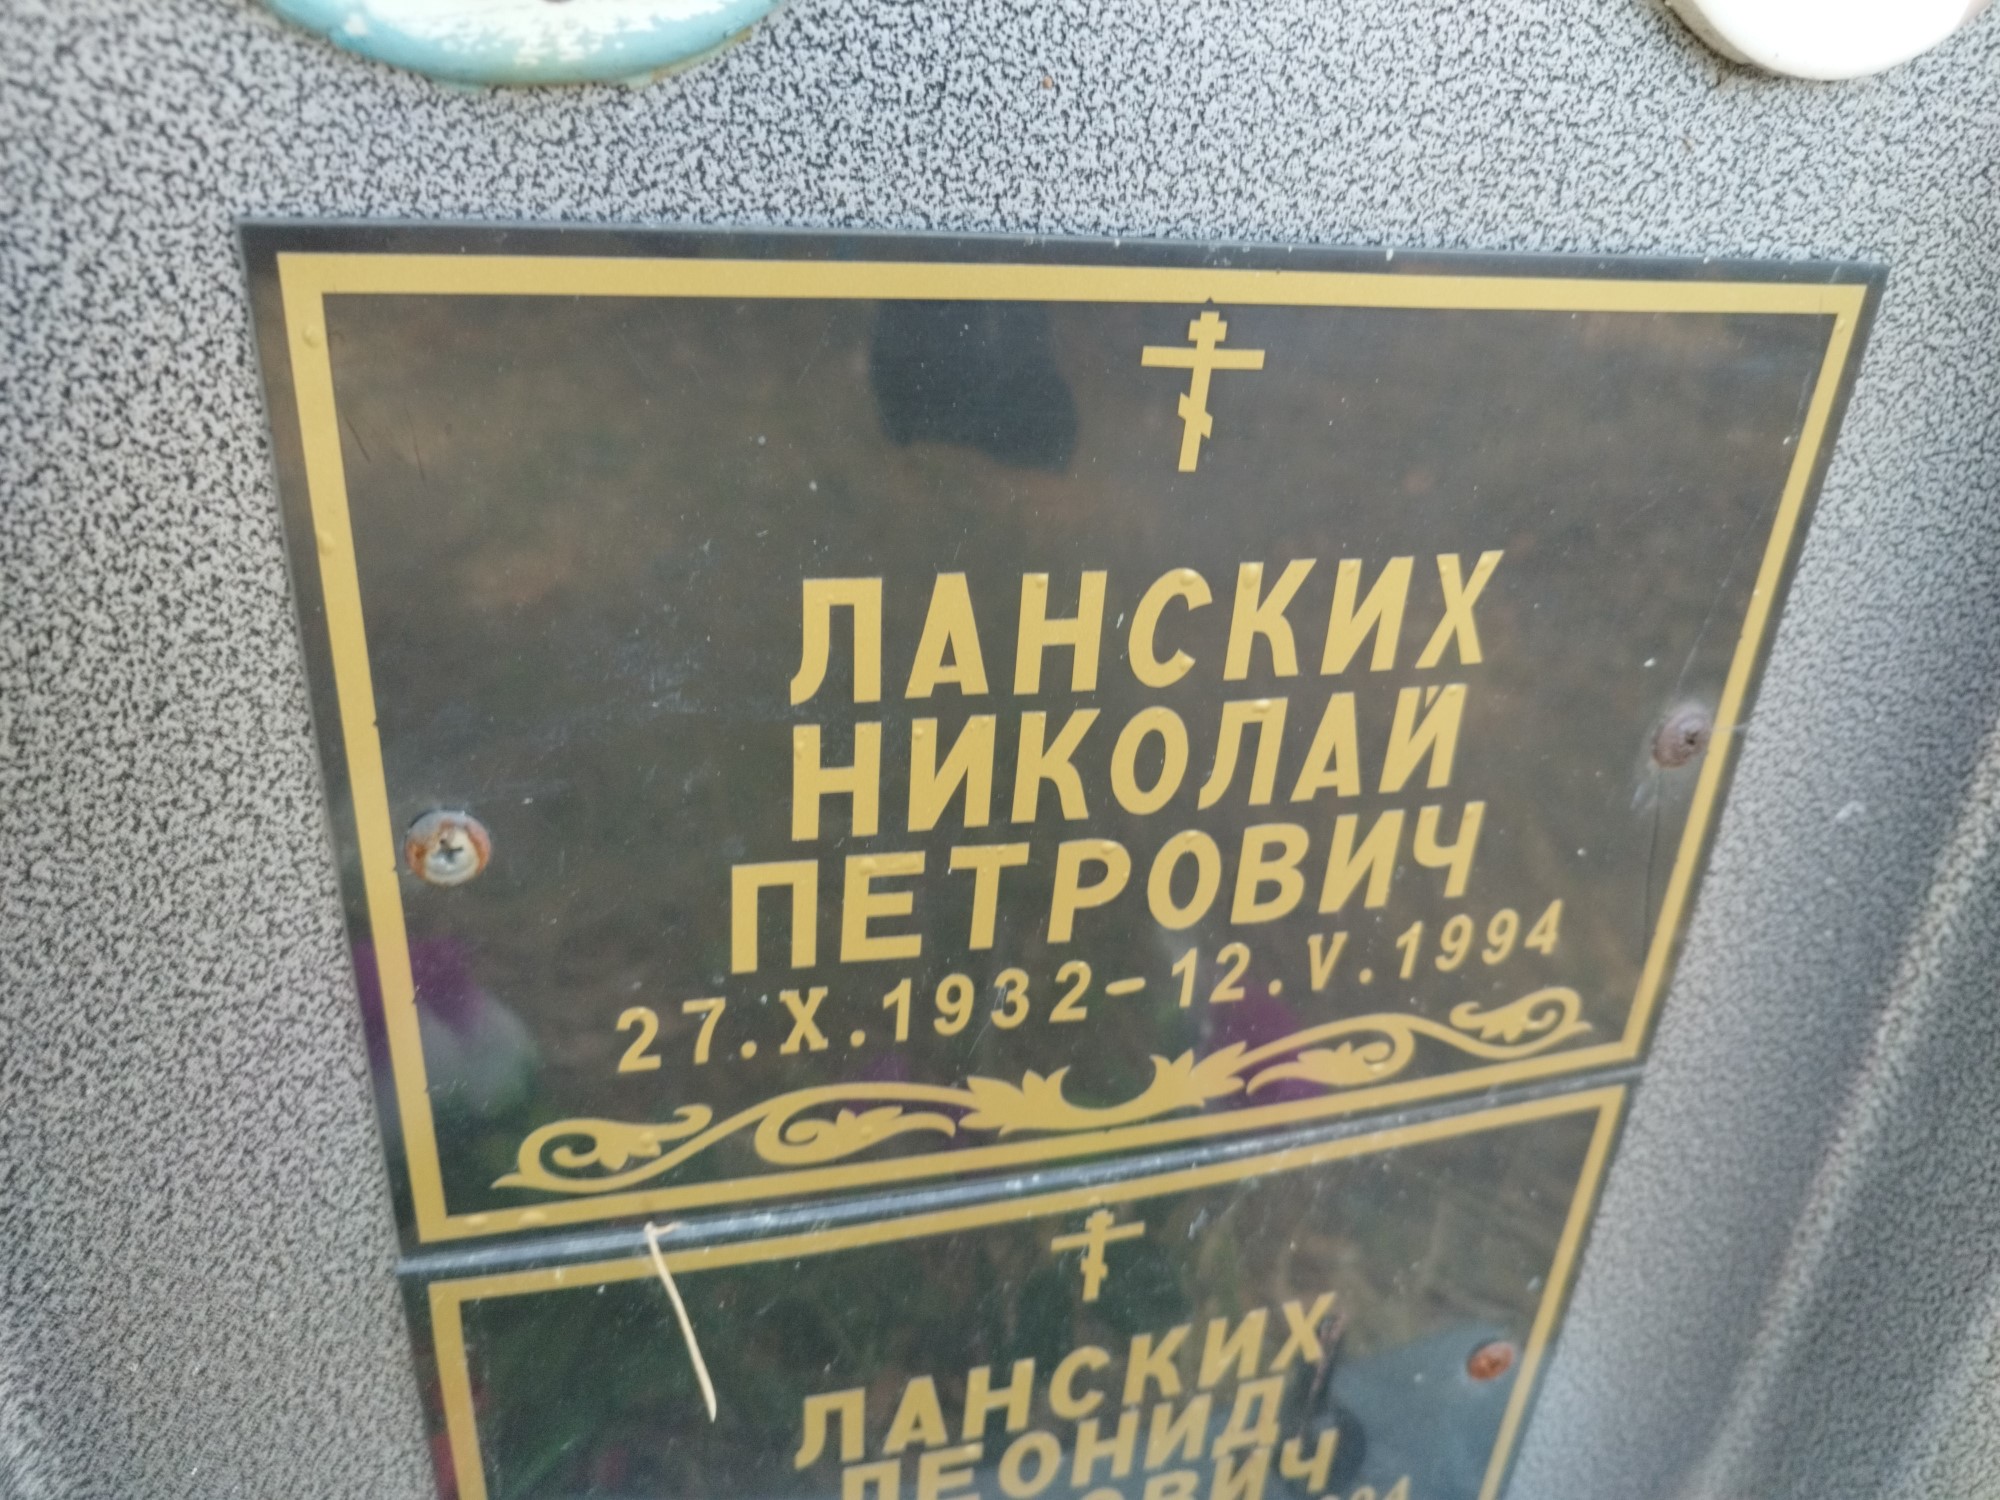 ЛАНСКИХ
НИКОЛАЙ
ПЕТРОВИЧ
27.X.1932-12.V.1994
ЛАНСКИХ
ЛЕОНИД